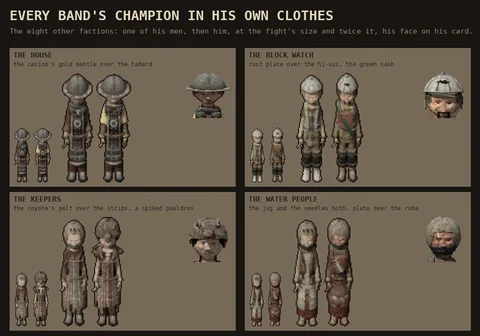 EVERY BAND'S CHAMPION IN HIS OWN CLOTHES
The eight other factions: one of his men, then him, at the fight's size and twice it, his face on his card.
THE HOUSE
the casino's gold mantle over the tabard
THE BLOCK WATCH
rust plate over the hi-vis, the green sash
THE KEEPERS
the coyote's pelt over the strips, a spiked pauldron
THE WATER PEOPLE
the jug and the needles both, plate over the robe